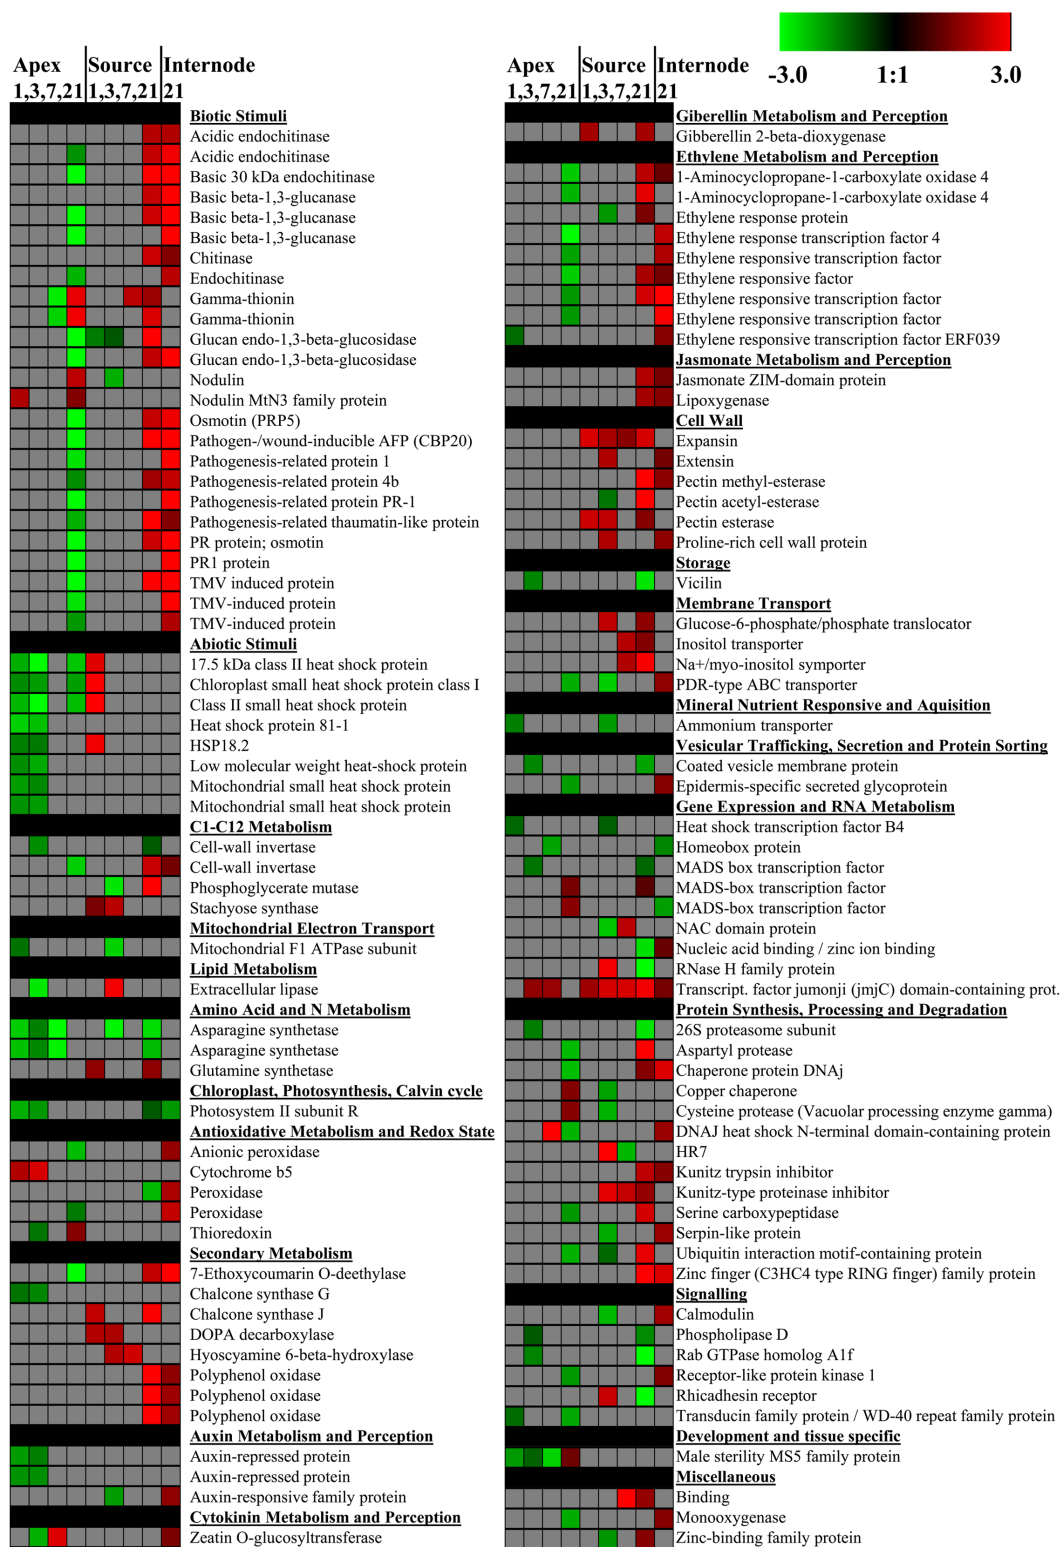 -3.0 1:1 3.0
Apex Source Internode
1,3,7,21 1,3,7,21 21
Biotic Stimuli
Acidic endochitinase
Acidic endochitinase
Basic 30 kDa endochitinase
Basic beta-1,3-glucanase
Basic beta-1,3-glucanase
Basic beta-1,3-glucanase
Chitinase
Endochitinase
Gamma-thionin
Gamma-thionin
Glucan endo-1,3-beta-glucosidase
Glucan endo-1,3-beta-glucosidase
Nodulin
Nodulin MtN3 family protein
Osmotin (PRP5)
Pathogen-/wound-inducible AFP (CBP20)
Pathogenesis-related protein 1
Pathogenesis-related protein 4b
Pathogenesis-related protein PR-1
Pathogenesis-related thaumatin-like protein
PR protein; osmotin
PR1 protein
TMV induced protein
TMV-induced protein
TMV-induced protein
Abiotic Stimuli
17.5 kDa class II heat shock protein
Chloroplast small heat shock protein class I
Class II small heat shock protein
Heat shock protein 81-1
HSP18.2
Low molecular weight heat-shock protein
Mitochondrial small heat shock protein
Mitochondrial small heat shock protein
C1-C12 Metabolism
Cell-wall invertase
Cell-wall invertase
Phosphoglycerate mutase
Stachyose synthase
Mitochondrial Electron Transport
Mitochondrial F1 ATPase subunit
Lipid Metabolism
Extracellular lipase
Amino Acid and N Metabolism
Asparagine synthetase
Asparagine synthetase
Glutamine synthetase
Chloroplast, Photosynthesis, Calvin cycle
Photosystem II subunit R
Antioxidative Metabolism and Redox State
Anionic peroxidase
Cytochrome b5
Peroxidase
Peroxidase
Thioredoxin
Secondary Metabolism
7-Ethoxycoumarin O-deethylase
Chalcone synthase G
Chalcone synthase J
DOPA decarboxylase
Hyoscyamine 6-beta-hydroxylase
Polyphenol oxidase
Polyphenol oxidase
Polyphenol oxidase
Auxin Metabolism and Perception
Auxin-repressed protein
Auxin-repressed protein
Auxin-responsive family protein
Cytokinin Metabolism and Perception
Zeatin O-glucosyltransferase
Apex Source Internode
1,3,7,21 1,3,7,21 21
Giberellin Metabolism and Perception
Gibberellin 2-beta-dioxygenase
Ethylene Metabolism and Perception
1-Aminocyclopropane-1-carboxylate oxidase 4
1-Aminocyclopropane-1-carboxylate oxidase 4
Ethylene response protein
Ethylene response transcription factor 4
Ethylene responsive transcription factor
Ethylene responsive factor
Ethylene responsive transcription factor
Ethylene responsive transcription factor
Ethylene responsive transcription factor ERF039
Jasmonate Metabolism and Perception
Jasmonate ZIM-domain protein
Lipoxygenase
Cell Wall
Expansin
Extensin
Pectin methyl-esterase
Pectin acetyl-esterase
Pectin esterase
Proline-rich cell wall protein
Storage
Vicilin
Membrane Transport
Glucose-6-phosphate/phosphate translocator
Inositol transporter
Na+/myo-inositol symporter
PDR-type ABC transporter
Mineral Nutrient Responsive and Aquisition
Ammonium transporter
Vesicular Trafficking, Secretion and Protein Sorting
Coated vesicle membrane protein
Epidermis-specific secreted glycoprotein
Gene Expression and RNA Metabolism
Heat shock transcription factor B4
Homeobox protein
MADS box transcription factor
MADS-box transcription factor
MADS-box transcription factor
NAC domain protein
Nucleic acid binding / zinc ion binding
RNase H family protein
Transcript. factor jumonji (jmjC) domain-containing prot.
Protein Synthesis, Processing and Degradation
26S proteasome subunit
Aspartyl protease
Chaperone protein DNAj
Copper chaperone
Cysteine protease (Vacuolar processing enzyme gamma)
DNAJ heat shock N-terminal domain-containing protein
HR7
Kunitz trypsin inhibitor
Kunitz-type proteinase inhibitor
Serine carboxypeptidase
Serpin-like protein
Ubiquitin interaction motif-containing protein
Zinc finger (C3HC4 type RING finger) family protein
Signalling
Calmodulin
Phospholipase D
Rab GTPase homolog A1f
Receptor-like protein kinase 1
Rhicadhesin receptor
Transducin family protein / WD-40 repeat family protein
Development and tissue specific
Male sterility MS5 family protein
Miscellaneous
Binding
Monooxygenase
Zinc-binding family protein